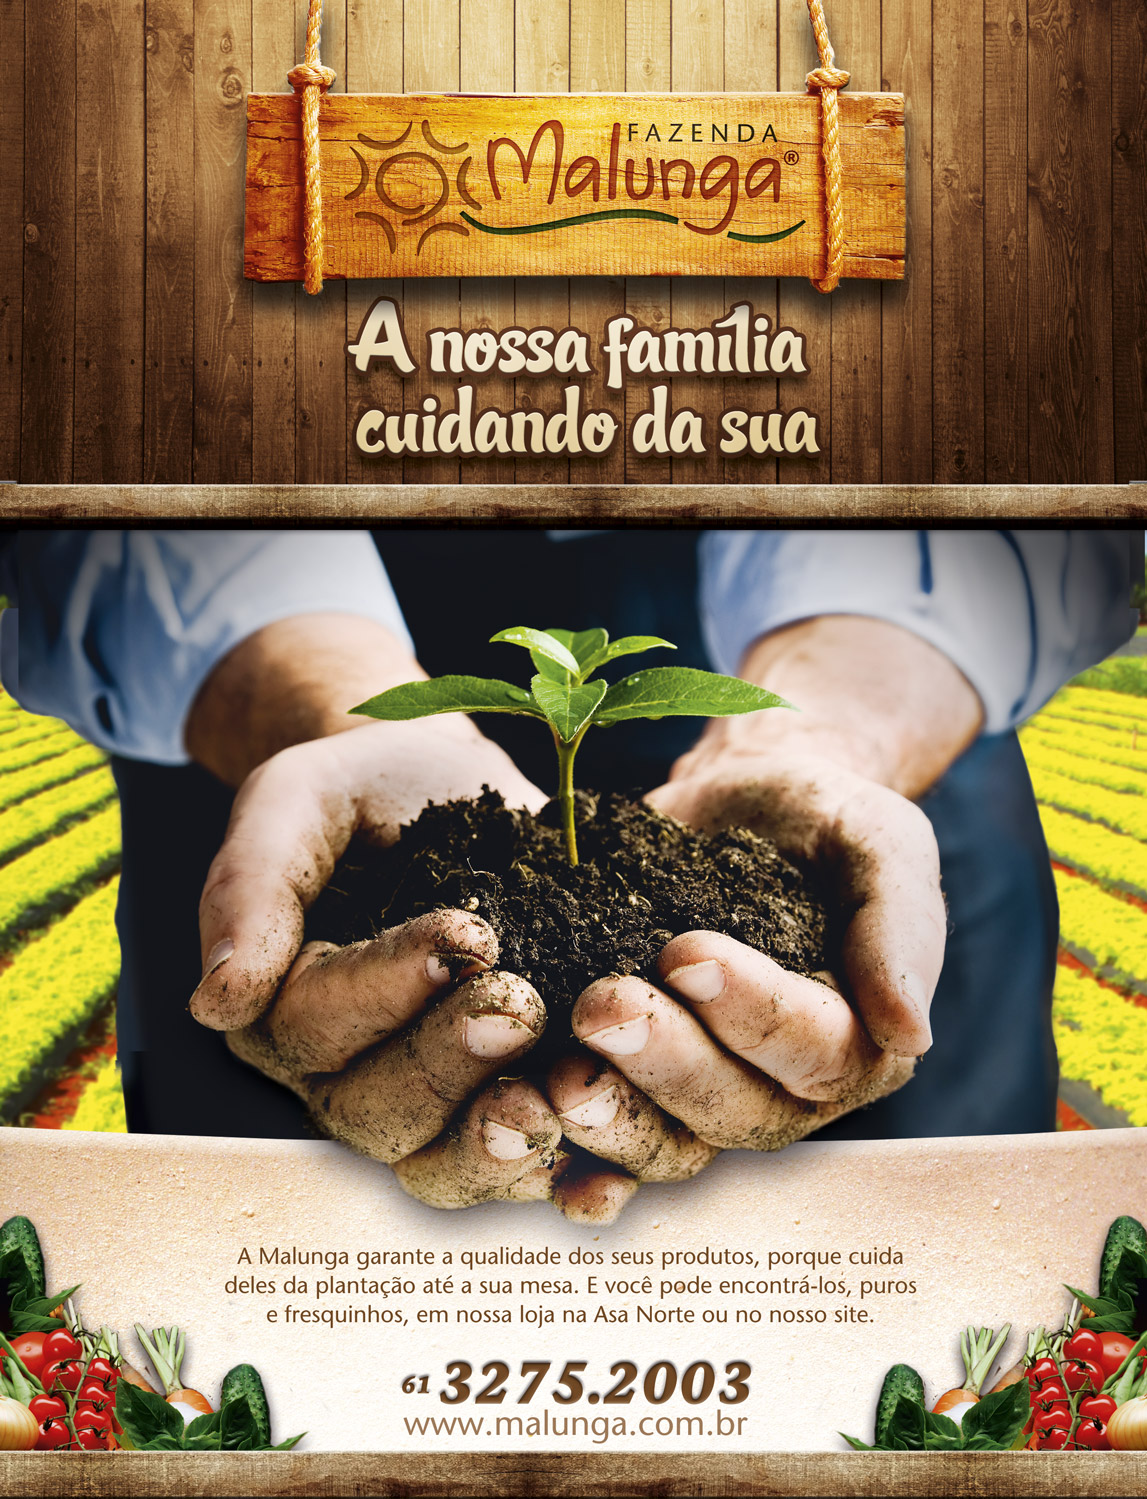 FAZENDA
Malunga®
A nossa família
cuidando da sua
A Malunga garante a qualidade dos seus produtos, porque cuida
deles da plantação até a sua mesa. E você pode encontrá-los, puros
e fresquinhos, em nossa loja na Asa Norte ou no nosso site.
61 3275.2003
www.malunga.com.br